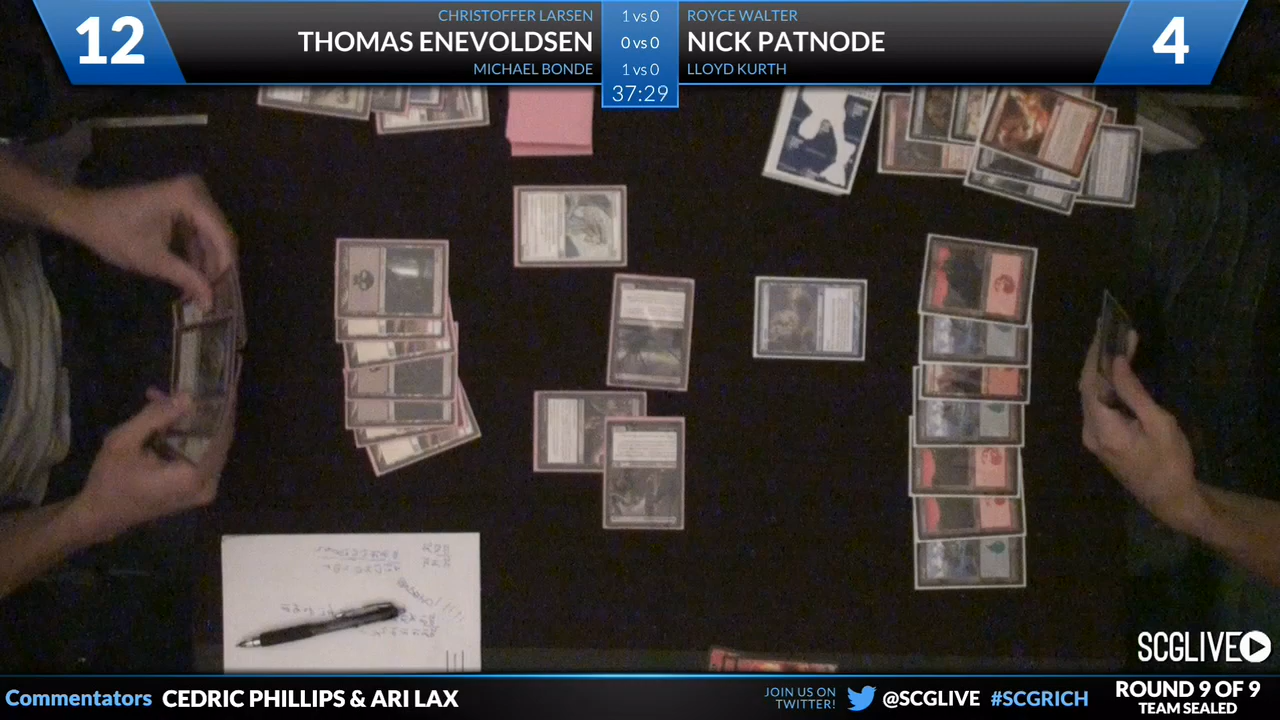 12
CHRISTOFFER LARSEN
1 vs 0
ROYCE WALTER
THOMAS ENEVOLDSEN
0 vs 0
NICK PATNODE
MICHAEL BONDE
1 vs 0
LLOYD KURTH
4
37:29
SCGLIVE
Commentators CEDRIC PHILLIPS & ARI LAX
JOIN US ON
TWITTER!
@SCGLIVE #SCGRICH
ROUND 9 OF 9
TEAM SEALED